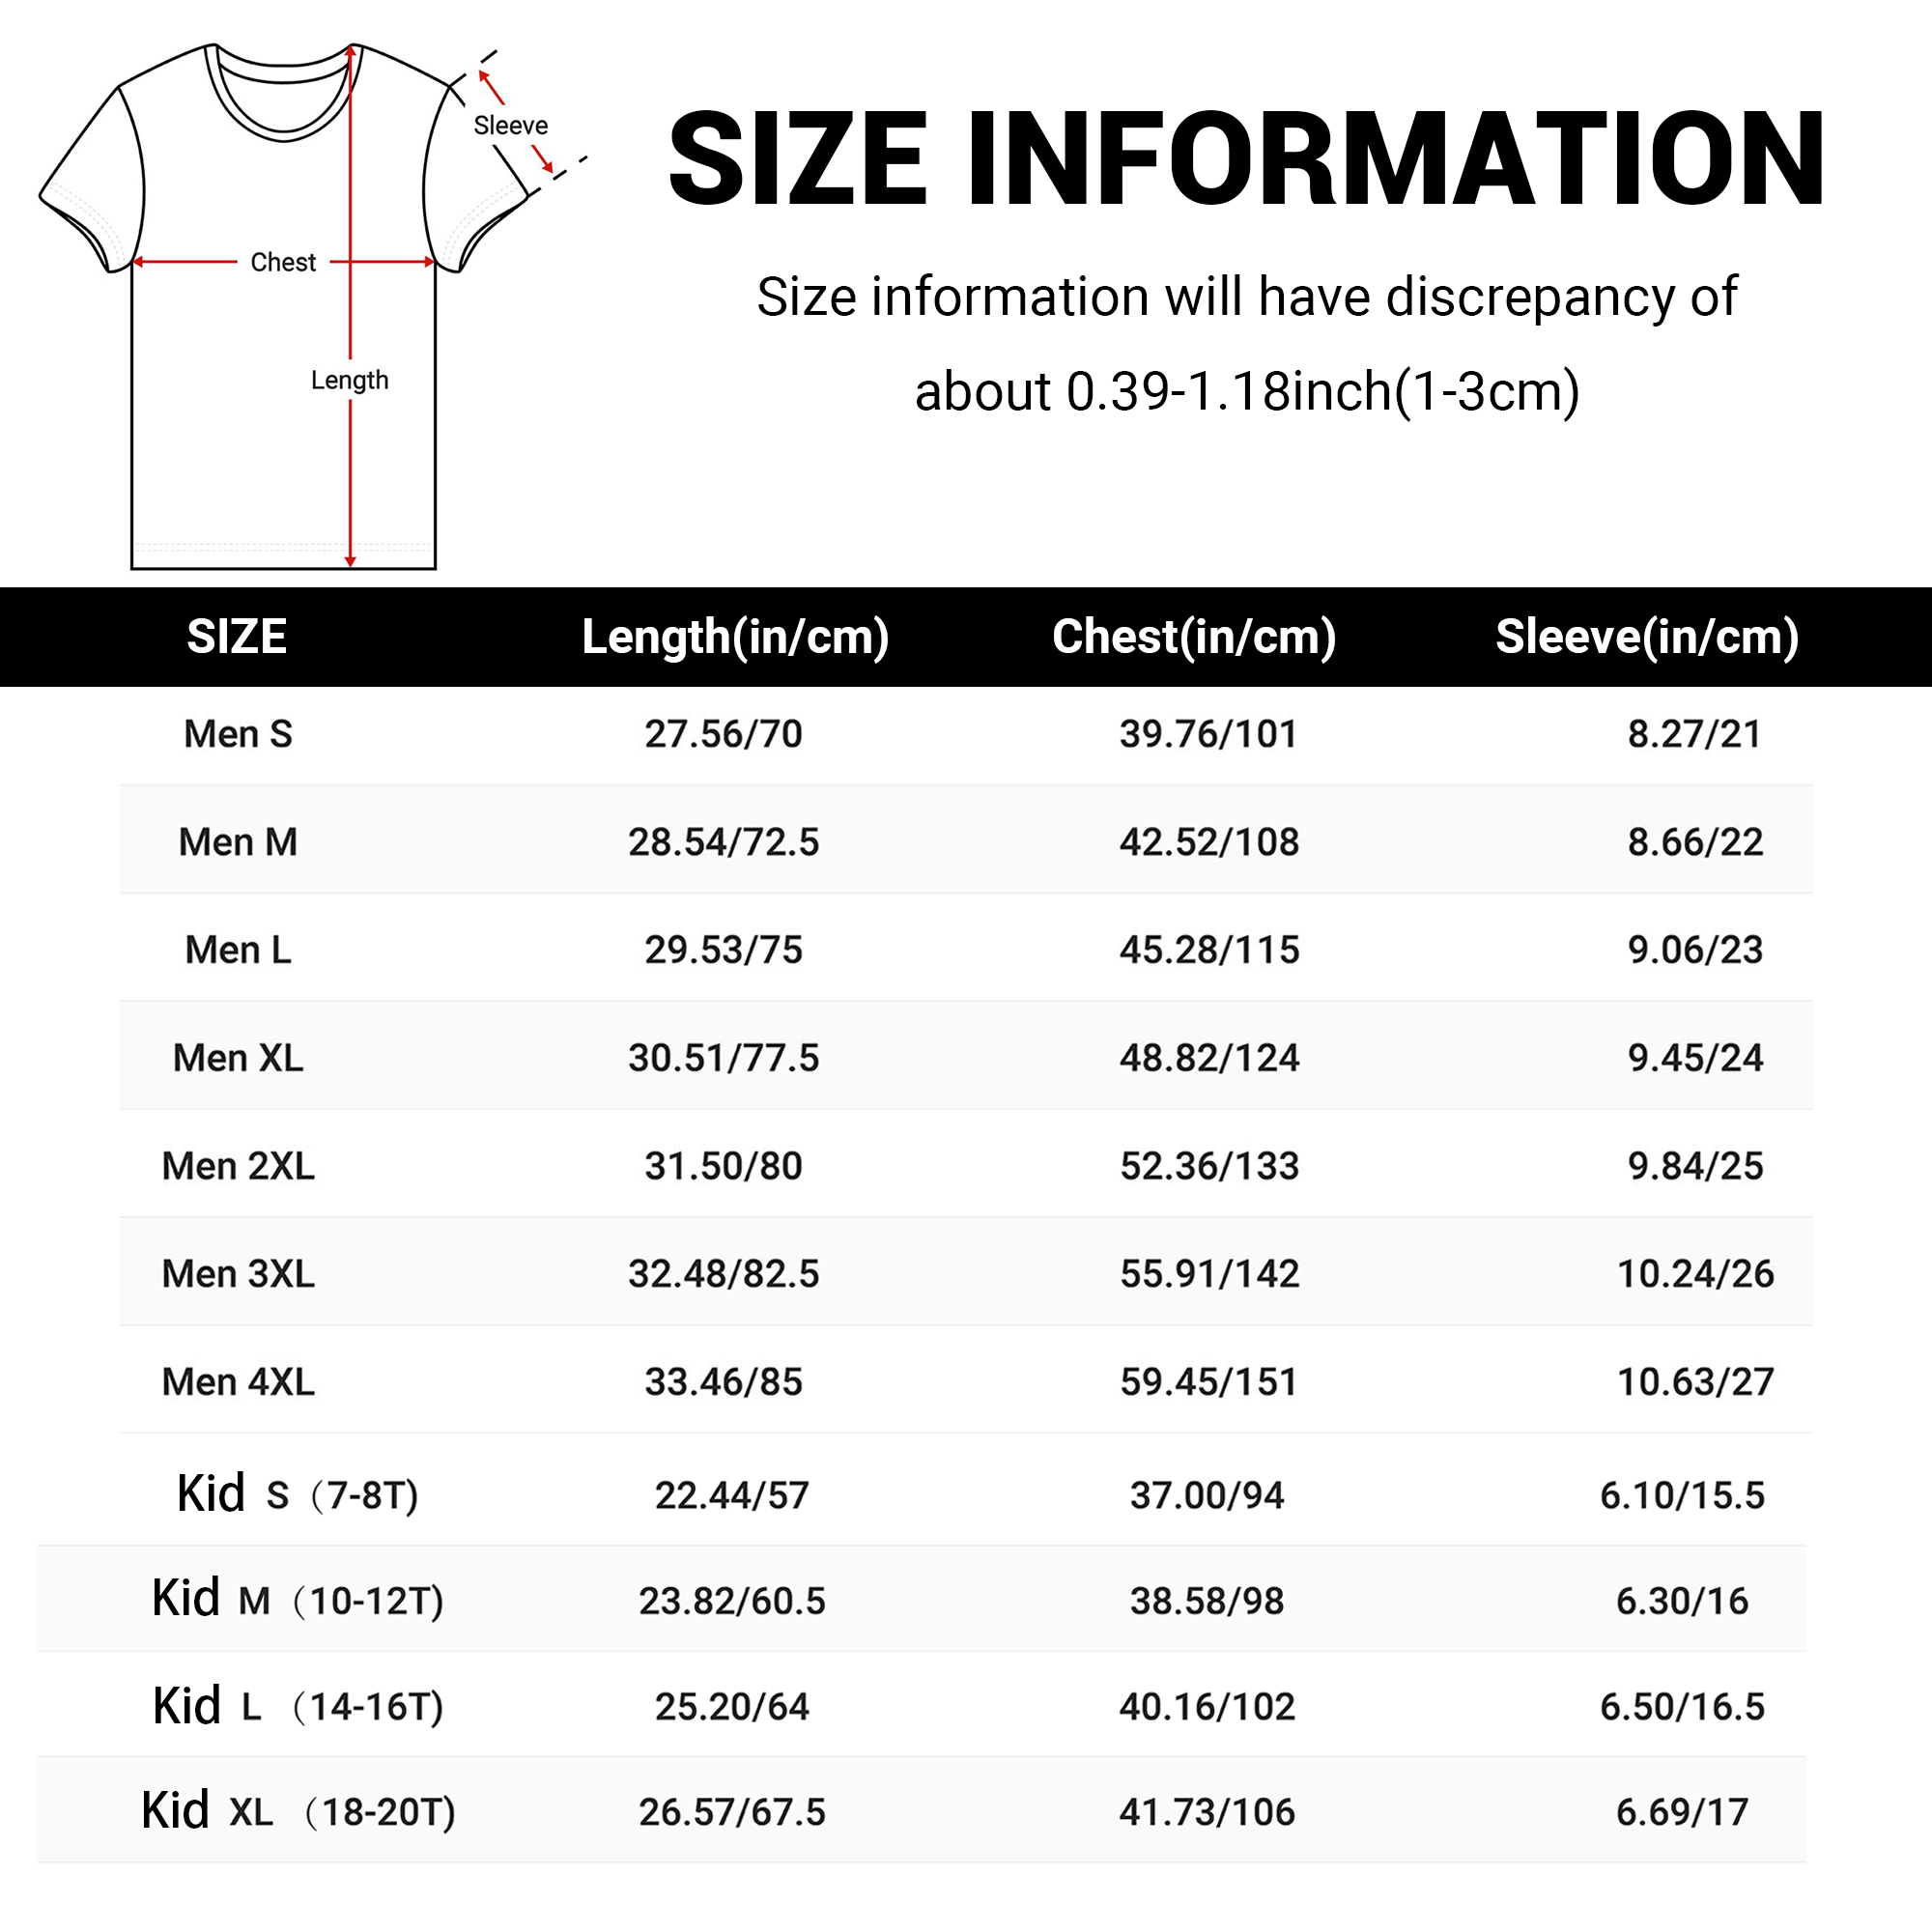 Sleeve
Chest
Length
SIZE INFORMATION
Size information will have discrepancy of
about 0.39-1.18inch(1-3cm)
SIZE Length(in/cm) Chest(in/cm) Sleeve(in/cm)
Men S 27.56/70 39.76/101 8.27/21
Men M 28.54/72.5 42.52/108 8.66/22
Men L 29.53/75 45.28/115 9.06/23
Men XL 30.51/77.5 48.82/124 9.45/24
Men 2XL 31.50/80 52.36/133 9.84/25
Men 3XL 32.48/82.5 55.91/142 10.24/26
Men 4XL 33.46/85 59.45/151 10.63/27
Kid S（7-8T) 22.44/57 37.00/94 6.10/15.5
Kid M（10-12T) 23.82/60.5 38.58/98 6.30/16
Kid L （14-16T) 25.20/64 40.16/102 6.50/16.5
Kid XL （18-20T) 26.57/67.5 41.73/106 6.69/17